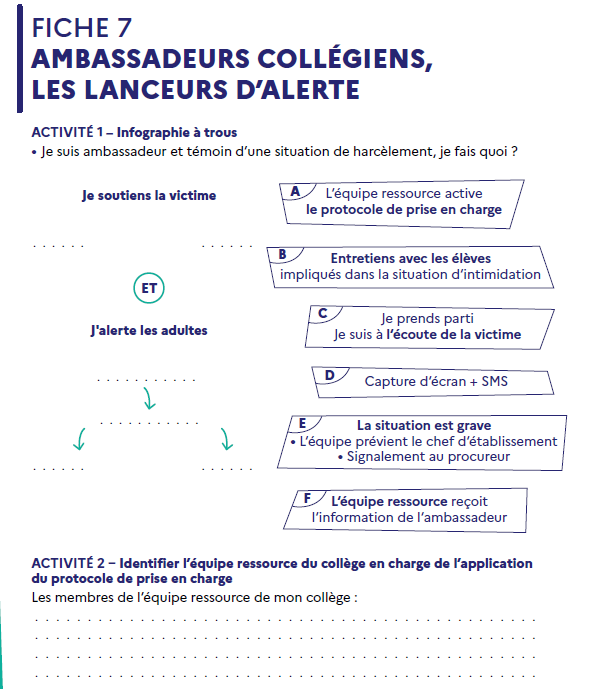 FICHE 7
AMBASSADEURS COLLÉGIENS,
LES LANCEURS D'ALERTE
ACTIVITÉ 1 – Infographie à trous
• Je suis ambassadeur et témoin d'une situation de harcèlement, je fais quoi ?
Je soutiens la victime
. . . . . .
. . . . . .
ET
J'alerte les adultes
. . . . . . . . . . .
. . . . . . . . . . .
. . . . . .
. . . . . .
A
L'équipe ressource active
le protocole de prise en charge
B
Entretiens avec les élèves
impliqués dans la situation d'intimidation
C
Je prends parti
Je suis à l'écoute de la victime
D
Capture d'écran + SMS
E
La situation est grave
• L'équipe prévient le chef d'établissement
• Signalement au procureur
F
L'équipe ressource reçoit
l'information de l'ambassadeur
ACTIVITÉ 2 – Identifier l'équipe ressource du collège en charge de l'application
du protocole de prise en charge
Les membres de l'équipe ressource de mon collège :
. . . . . . . . . . . . . . . . . . . . . . . . . . . . . . . . . . . . . . . .
. . . . . . . . . . . . . . . . . . . . . . . . . . . . . . . . . . . . . . . .
. . . . . . . . . . . . . . . . . . . . . . . . . . . . . . . . . . . . . . . .
. . . . . . . . . . . . . . . . . . . . . . . . . . . . . . . . . . . . . . . .